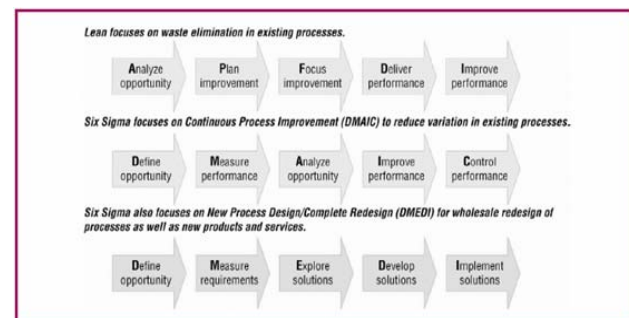 Lean focuses on waste elimination in existing processes.
Analyze opportunity
Plan improvement
Focus improvement
Deliver performance
Improve performance
Six Sigma focuses on Continuous Process Improvement (DMAIC) to reduce variation in existing processes.
Define opportunity
Measure performance
Analyze opportunity
Improve performance
Control performance
Six Sigma also focuses on New Process Design/Complete Redesign (DMEDI) for wholesale redesign of
processes as well as new products and services.
Define opportunity
Measure requirements
Explore solutions
Develop solutions
Implement solutions